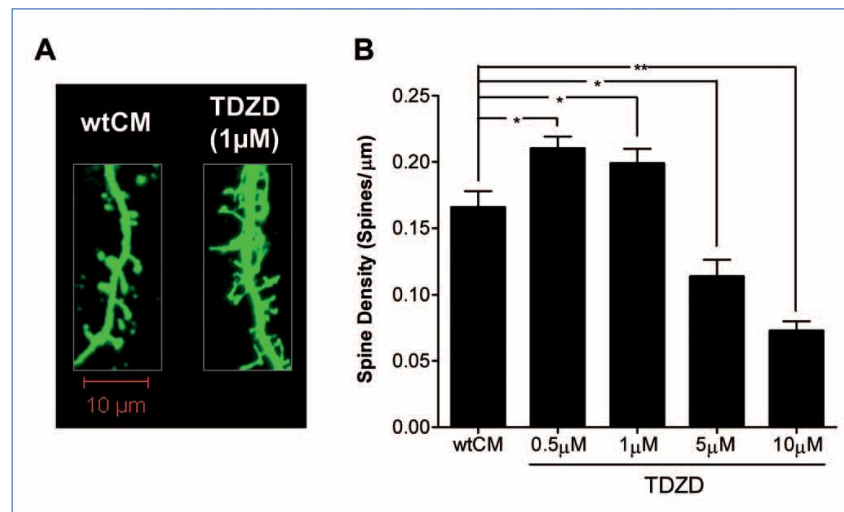 A
wtCM
TDZD
(1µM)
10 µm
B
**
*
*
*
Spine Density (Spines/µm)
0.25
0.20
0.15
0.10
0.05
0.00
wtCM 0.5µM 1µM 5µM 10µM
TDZD